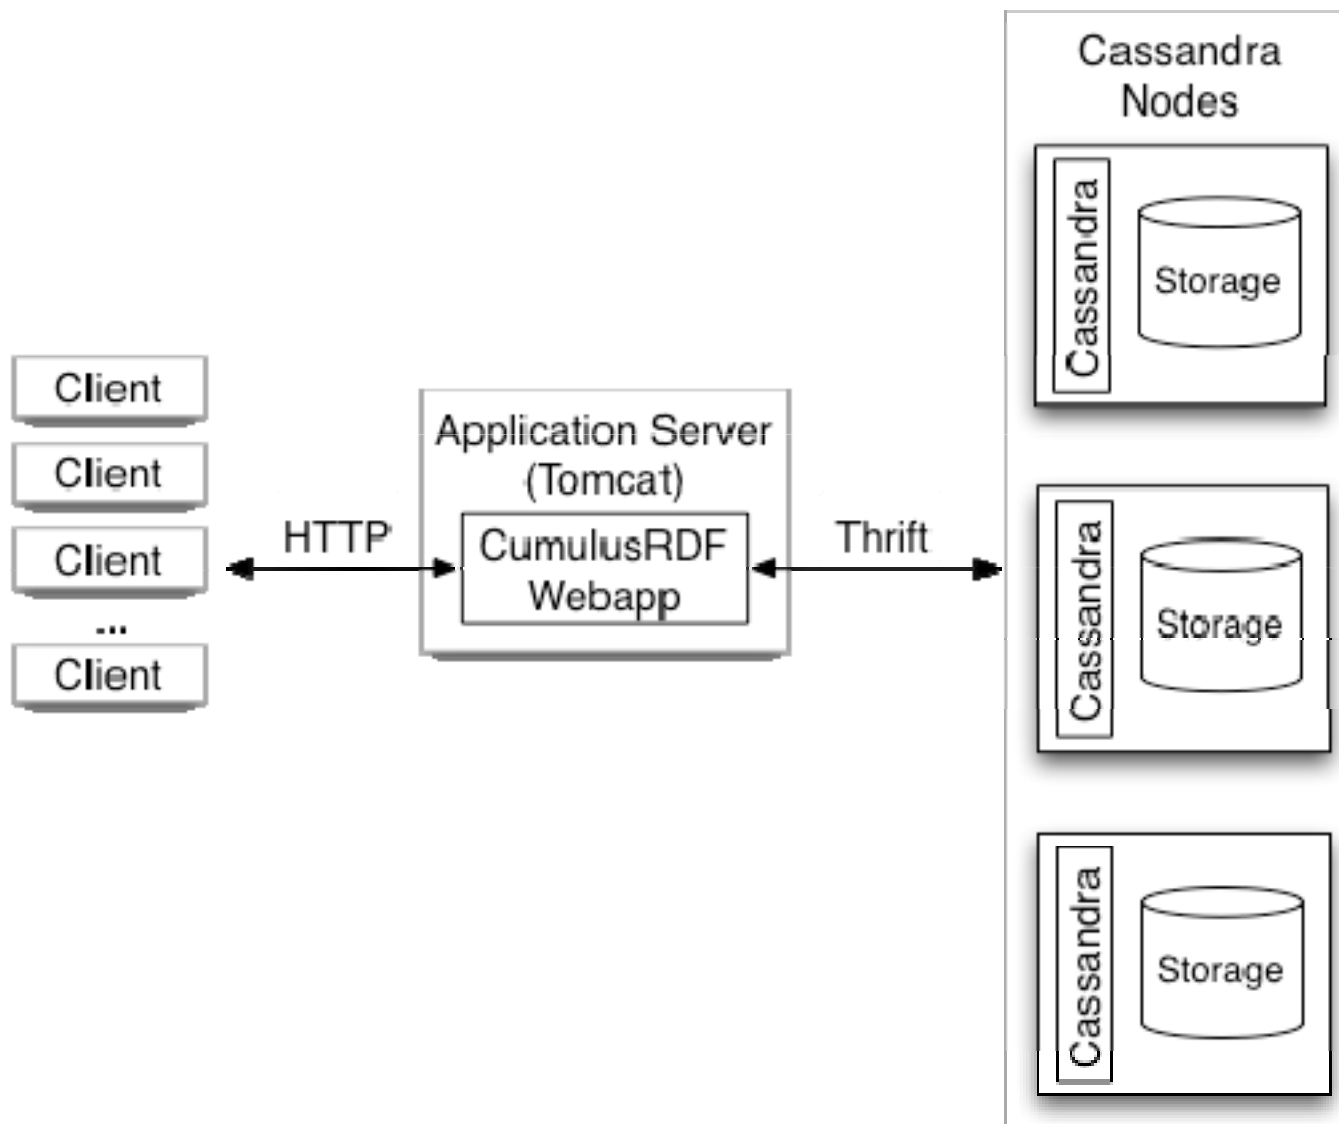 Client
Client
Client
...
Client
HTTP
Application Server
(Tomcat)
CumulusRDF
Webapp
Thrift
Cassandra
Nodes
Cassandra
Storage
Cassandra
Storage
Cassandra
Storage